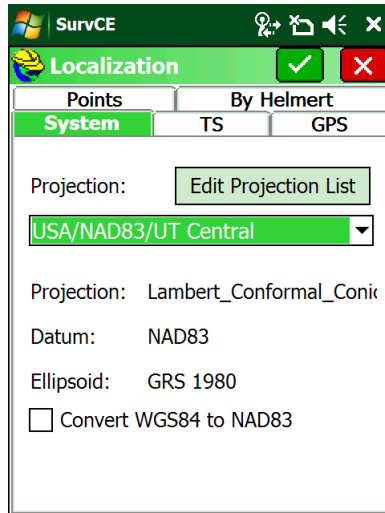 SurvCE
Localization
Points By Helmert
System TS GPS
Projection: Edit Projection List
USA/NAD83/UT Central
Projection: Lambert_Conformal_Conic
Datum: NAD83
Ellipsoid: GRS 1980
Convert WGS84 to NAD83